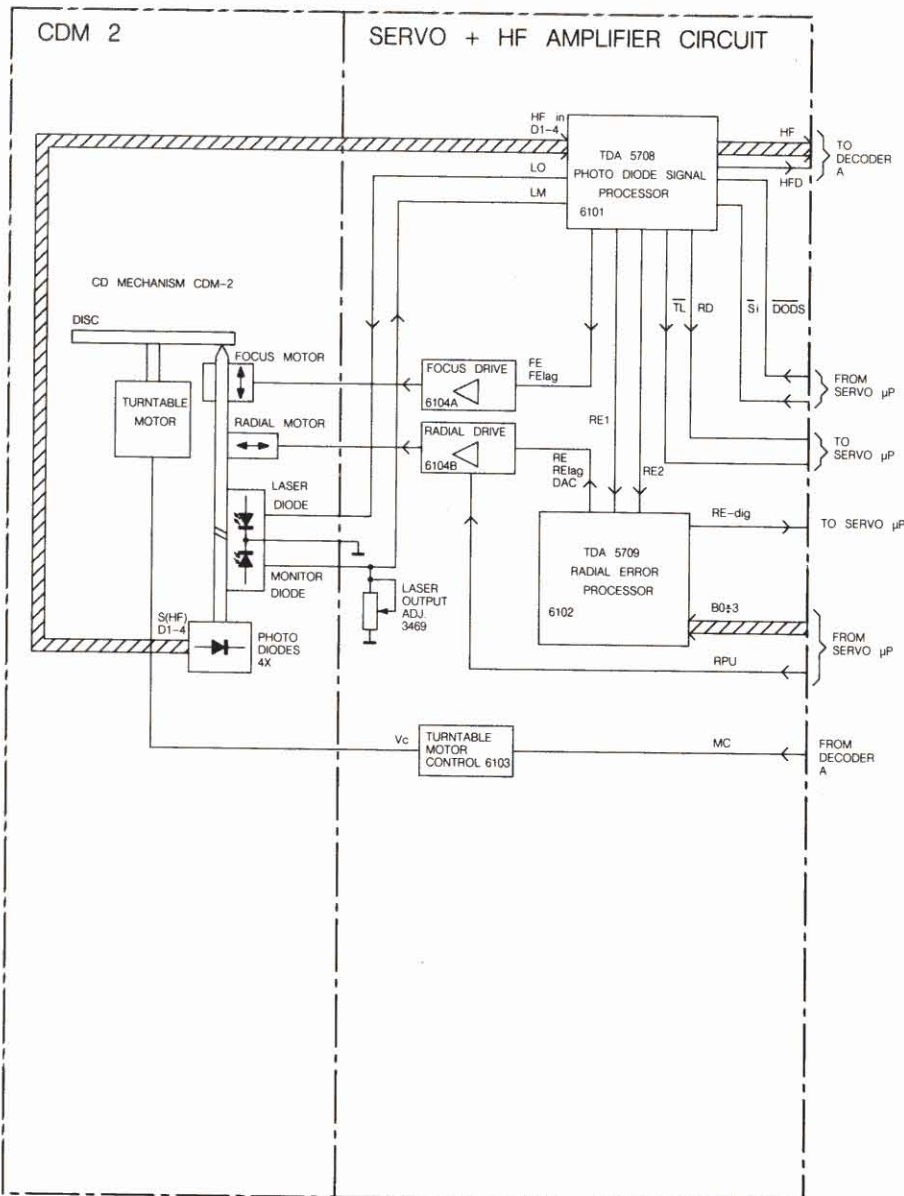 CDM 2
SERVO + HF AMPLIFIER CIRCUIT
HF in
D1-4
LO
LM
TDA 5708
PHOTO DIODE SIGNAL
PROCESSOR
6101
HF
HFD
TO
DECODER
A
CD MECHANISM CDM-2
DISC
FOCUS MOTOR
TURNTABLE
MOTOR
RADIAL MOTOR
LASER
DIODE
MONITOR
DIODE
S(HF)
D1-4
PHOTO
DIODES
4X
LASER
OUTPUT
ADJ.
3469
FOCUS DRIVE
6104A
FE
FElag
RADIAL DRIVE
6104B
RE
RElag
DAC
RE1
RE2
TL
RD
Si
DODS
FROM
SERVO µP
TO
SERVO µP
RE-dig
TO SERVO µP
TDA 5709
RADIAL ERROR
PROCESSOR
6102
B0÷3
RPU
FROM
SERVO µP
Vc
TURNTABLE
MOTOR
CONTROL 6103
MC
FROM
DECODER
A